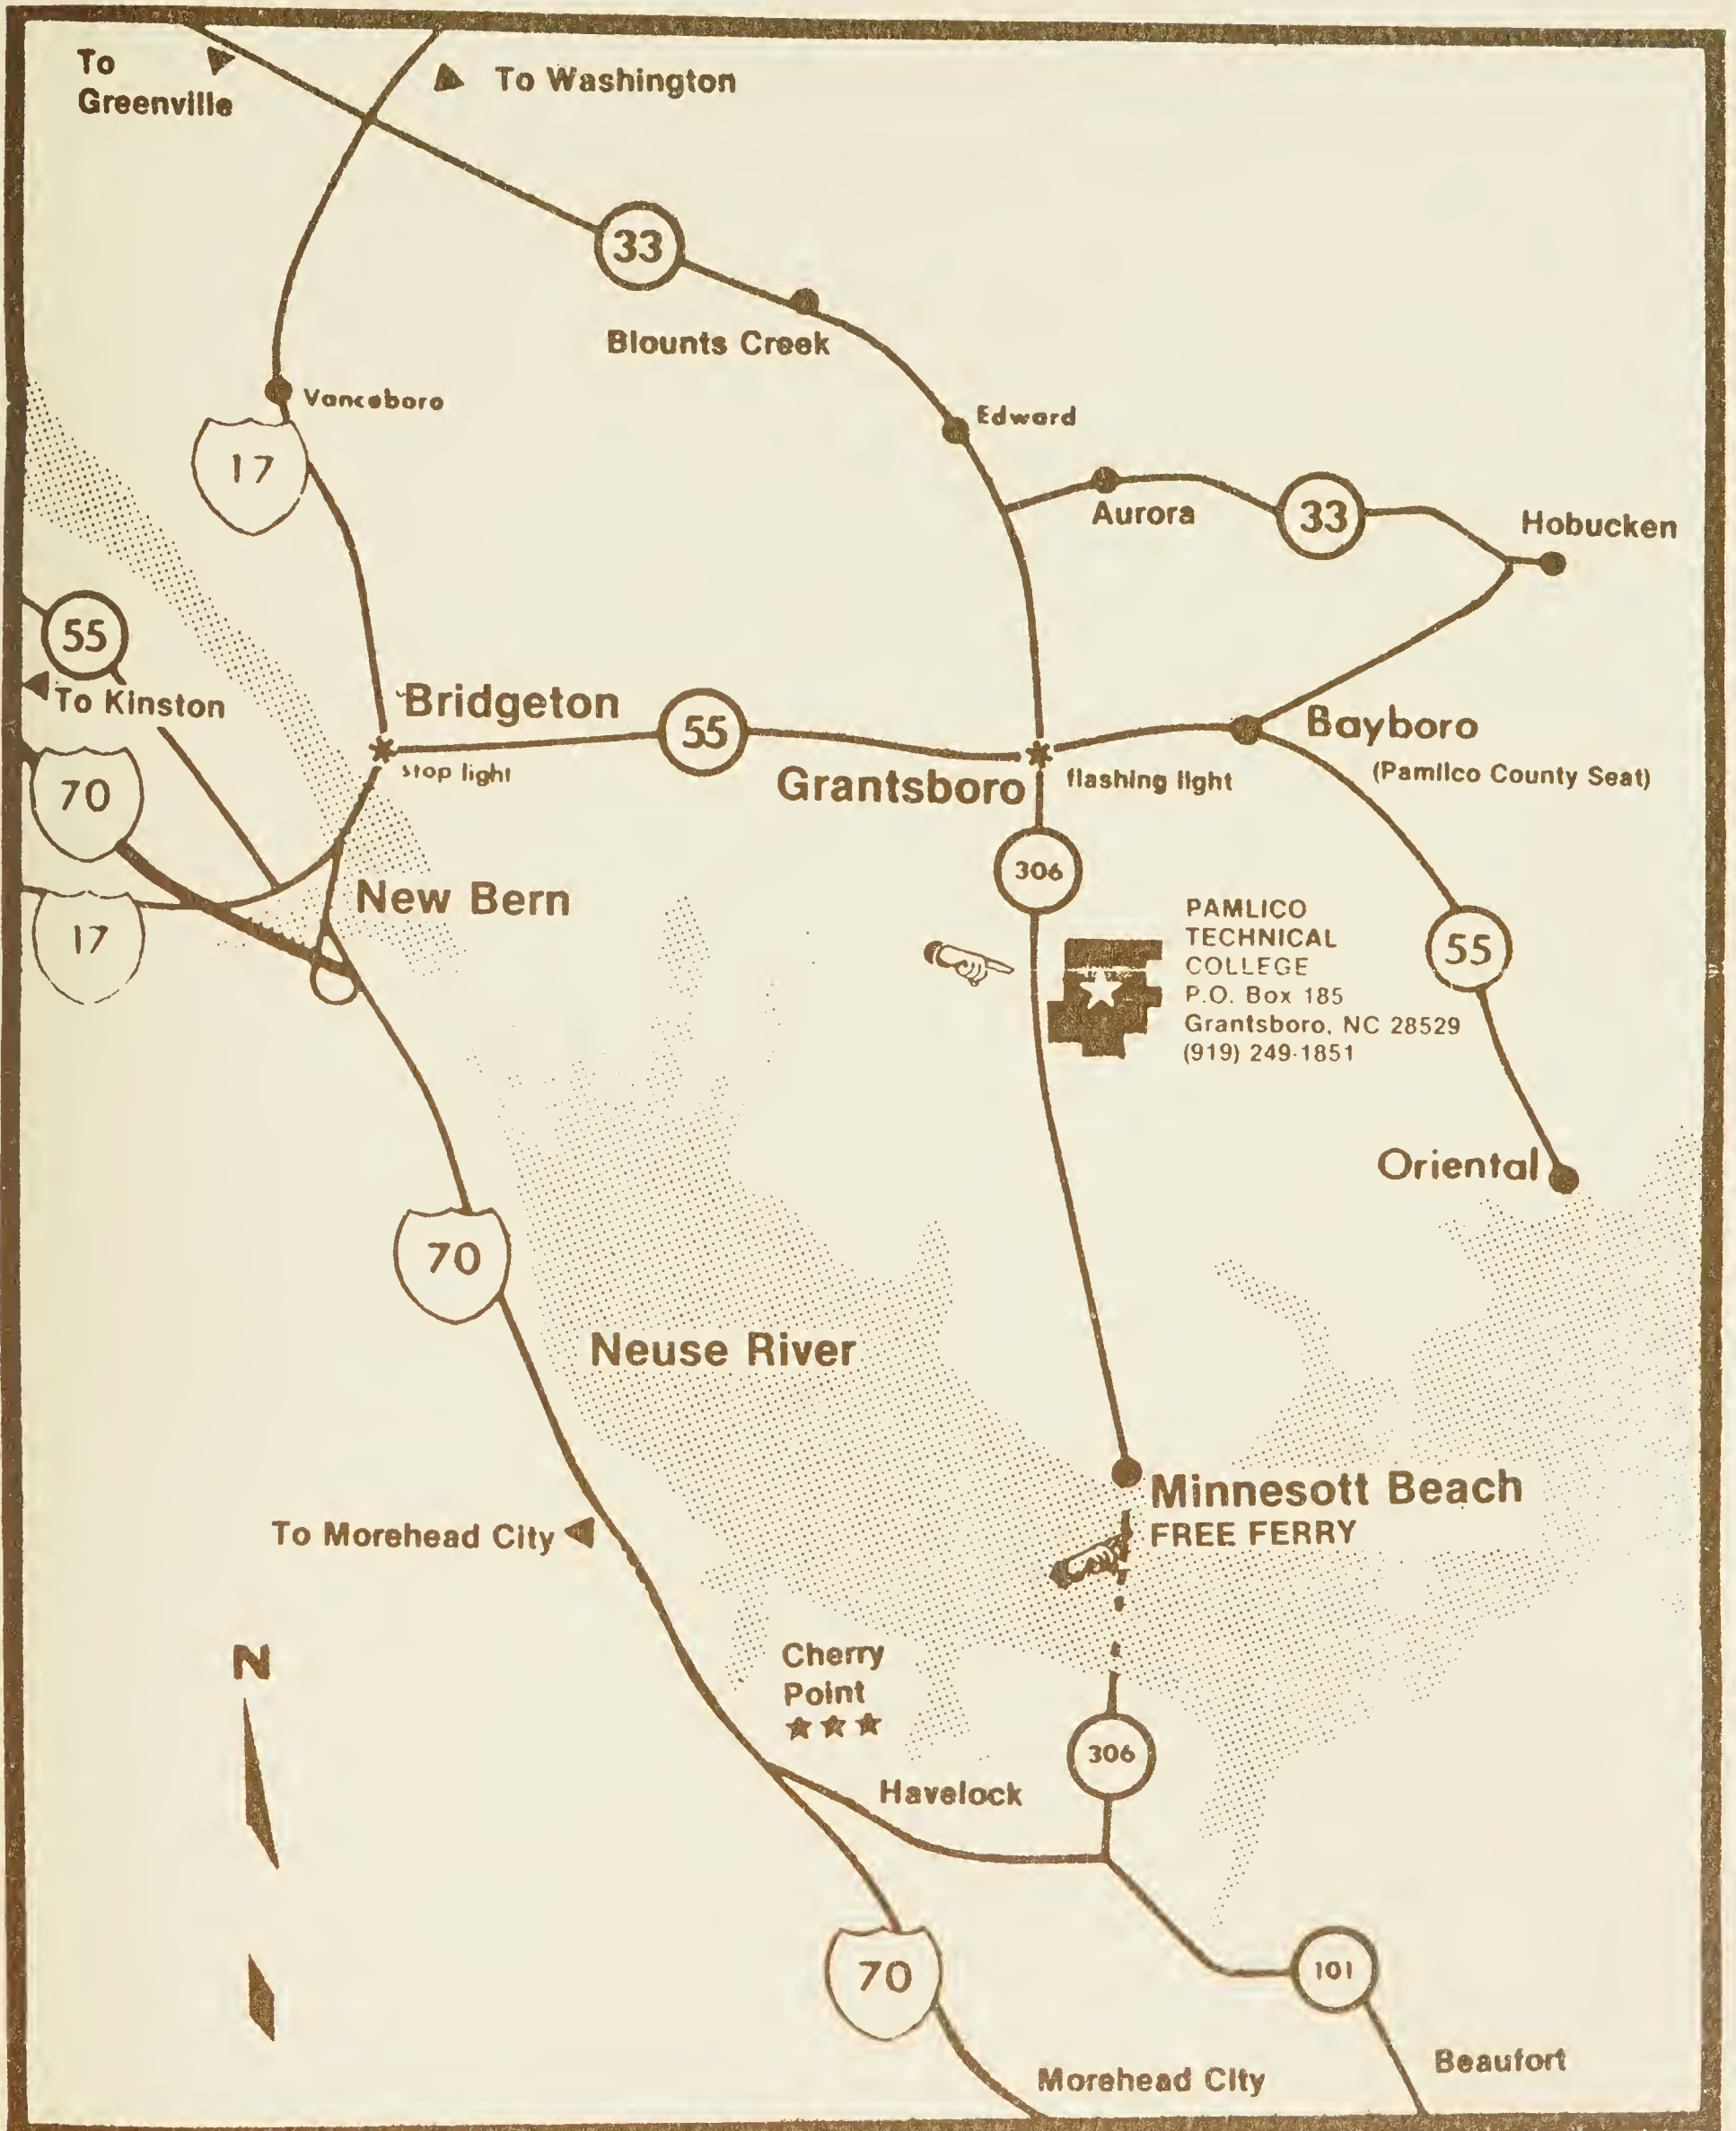 To
Greenville
To Washington
33
Blounts Creek
Vanceboro
Edward
17
Aurora
33
Hobucken
55
To Kinston
Bridgeton
stop light
55
Grantsboro
flashing light
Bayboro
(Pamlico County Seat)
70
306
New Bern
17
PAMLICO
TECHNICAL
COLLEGE
P.O. Box 185
Grantsboro, NC 28529
(919) 249-1851
55
Oriental
70
Neuse River
Minnesott Beach
FREE FERRY
To Morehead City
N
Cherry
Point
306
Havelock
70
101
Beaufort
Morehead City